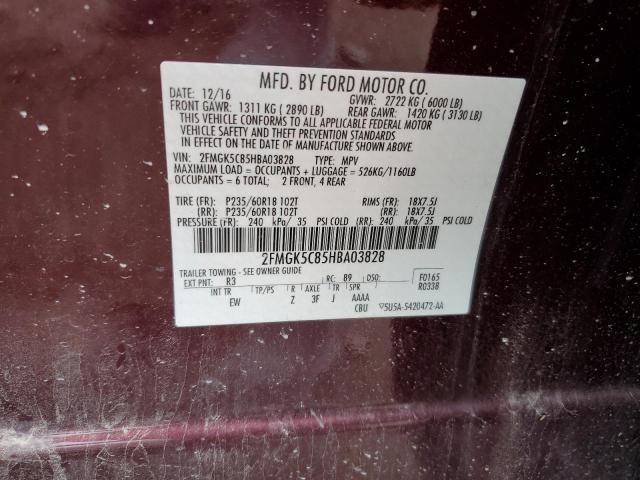 MFD. BY FORD MOTOR CO.
DATE: 12/16 GVWR: 2722 KG ( 6000 LB)
FRONT GAWR: 1311 KG ( 2890 LB) REAR GAWR: 1420 KG ( 3130 LB)
THIS VEHICLE CONFORMS TO ALL APPLICABLE FEDERAL MOTOR
VEHICLE SAFETY, BUMPER, AND THEFT PREVENTION STANDARDS IN
EFFECT ON THE DATE OF MANUFACTURE SHOWN ABOVE.
VIN: 2FMGK5C85HBA03828 TYPE: MPV
MAXIMUM LOAD = OCCUPANTS + LUGGAGE = 526KG/1160LB
OCCUPANTS = 6 TOTAL; 2 FRONT, 4 REAR
TIRE (FR): P235/60R18 102T RIMS (FR): 18X7.5J
(RR): P235/60R18 102T (RR): 18X7.5J
PRESSURE (FR): 240 kPa/ 35 PSI COLD (RR): 240 kPa/ 35 PSI COLD
2FMGK5C85HBA03828
TRAILER TOWING - SEE OWNER GUIDE
EXT PNT: R3 RC: 89 DSO: F0165
R0338
INT TR TP/PS R AXLE TR SPR
EW Z 3F J AAAA
CBU 5U5A-5420472-AA